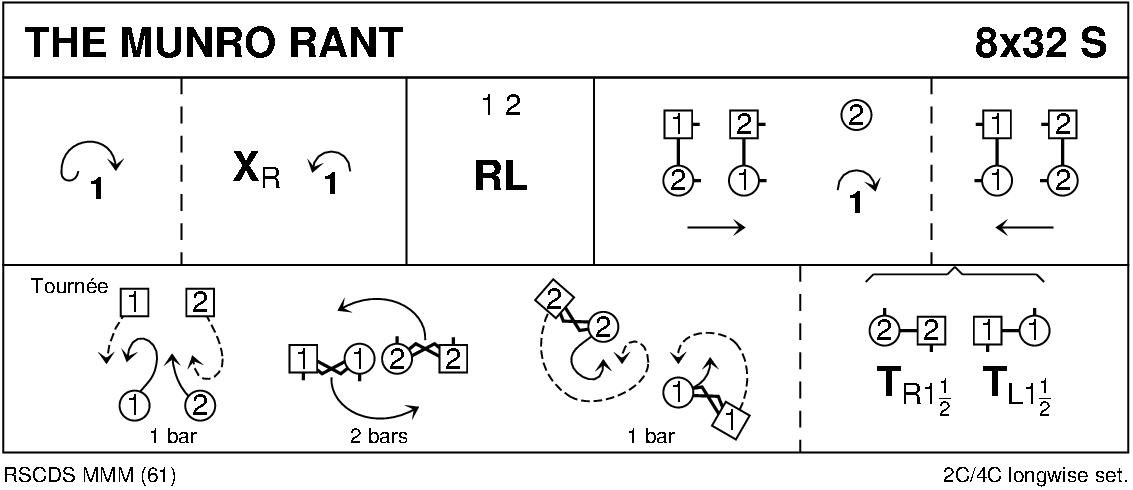 THE MUNRO RANT 8x32 S
1
XR 1
1 2
RL
1 2 2
2 1
1
1 2
1 2
Tournée
1 2
1 2
1 bar
1 1 2 2
2 bars
2 2
1 1
1 bar
2 2 1 1
TR1½ TL1½
RSCDS MMM (61) 2C/4C longwise set.